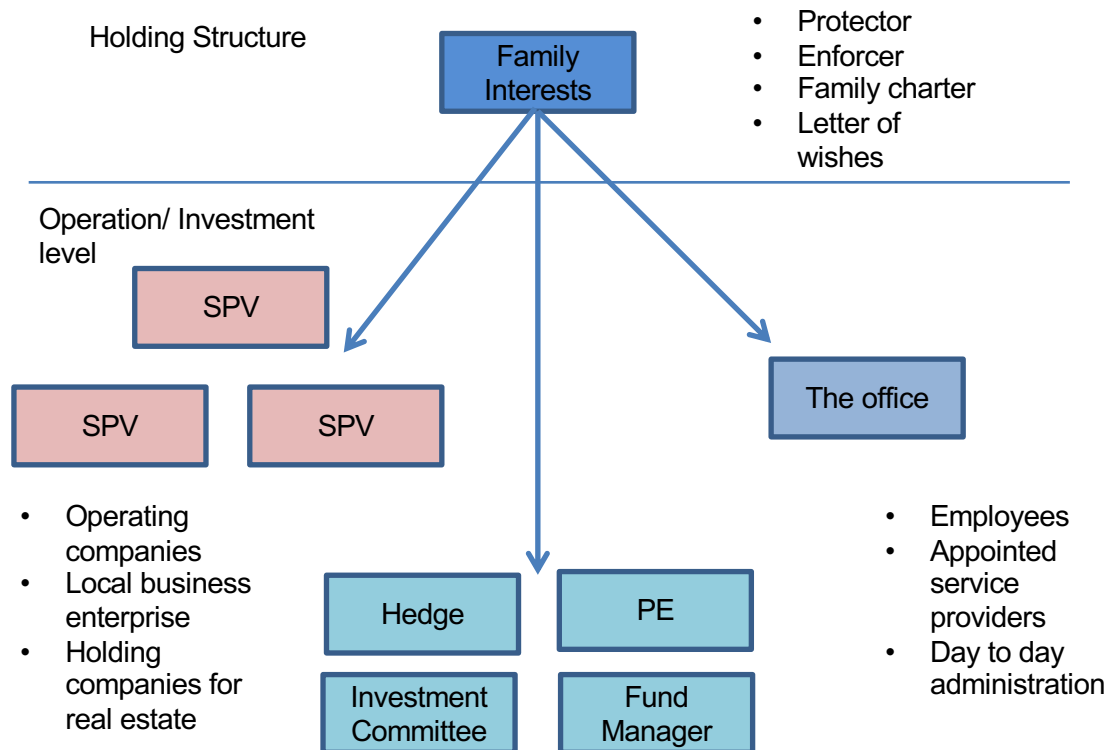 Holding Structure
Family
Interests
• Protector
• Enforcer
• Family charter
• Letter of
wishes
Operation/ Investment
level
SPV
SPV
SPV
The office
• Operating
companies
• Local business
enterprise
• Holding
companies for
real estate
Hedge
PE
Investment
Committee
Fund
Manager
• Employees
• Appointed
service
providers
• Day to day
administration